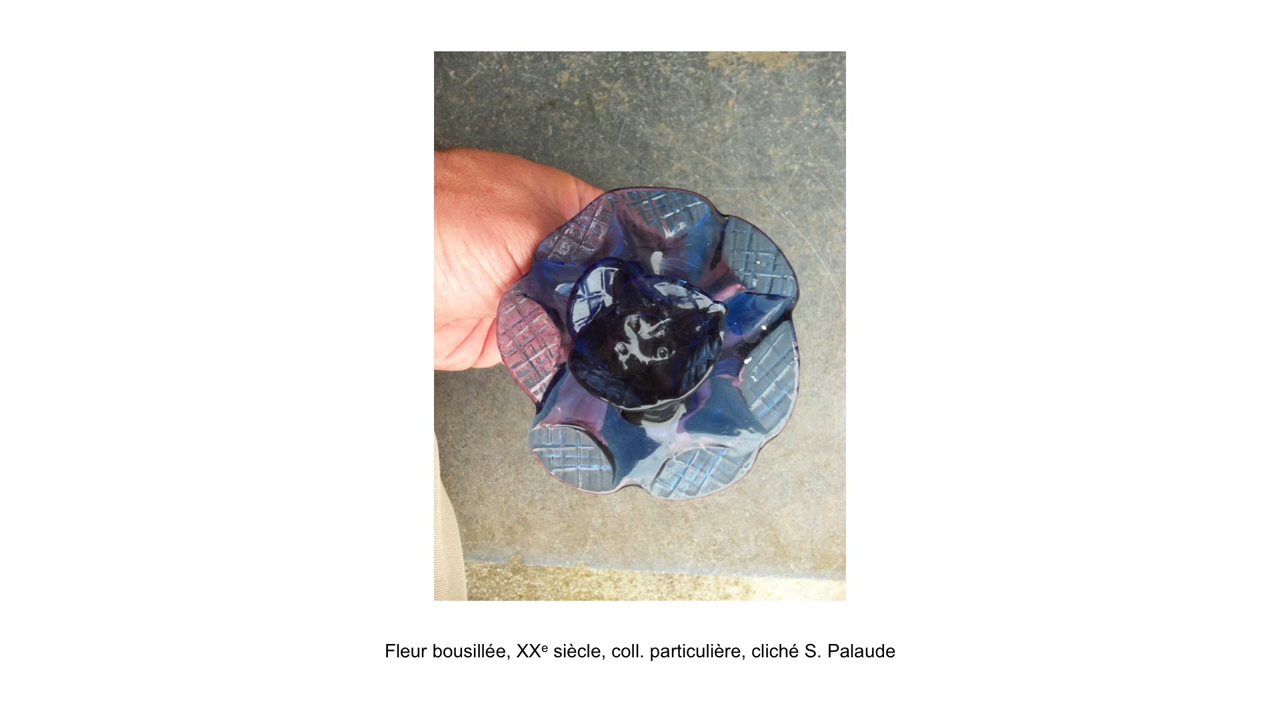 Fleur bousillée, XXᵉ siècle, coll. particulière, cliché S. Palaude